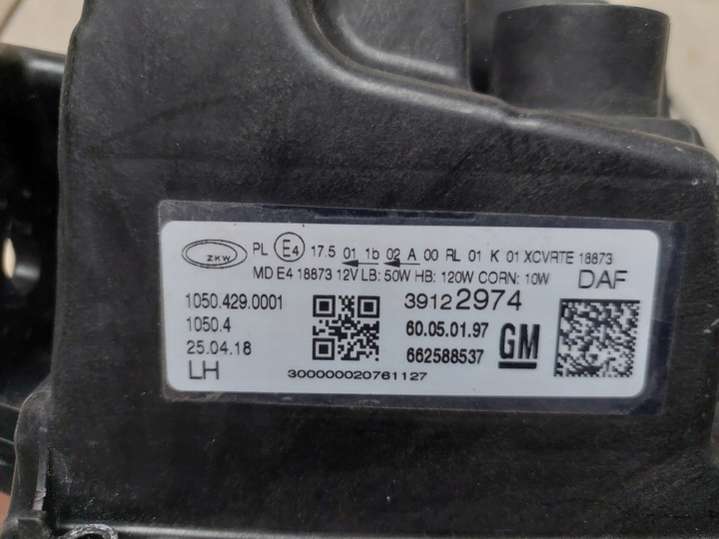 ZKW PL E4 17.5 01 1b 02 A 00 RL 01 K 01 XCVRTE 18873
MD E4 18873 12V LB: 50W HB: 120W CORN: 10W DAF
1050.429.0001 39122974
1050.4 60.05.01.97
25.04.18 662588537 GM
LH 300000020761127